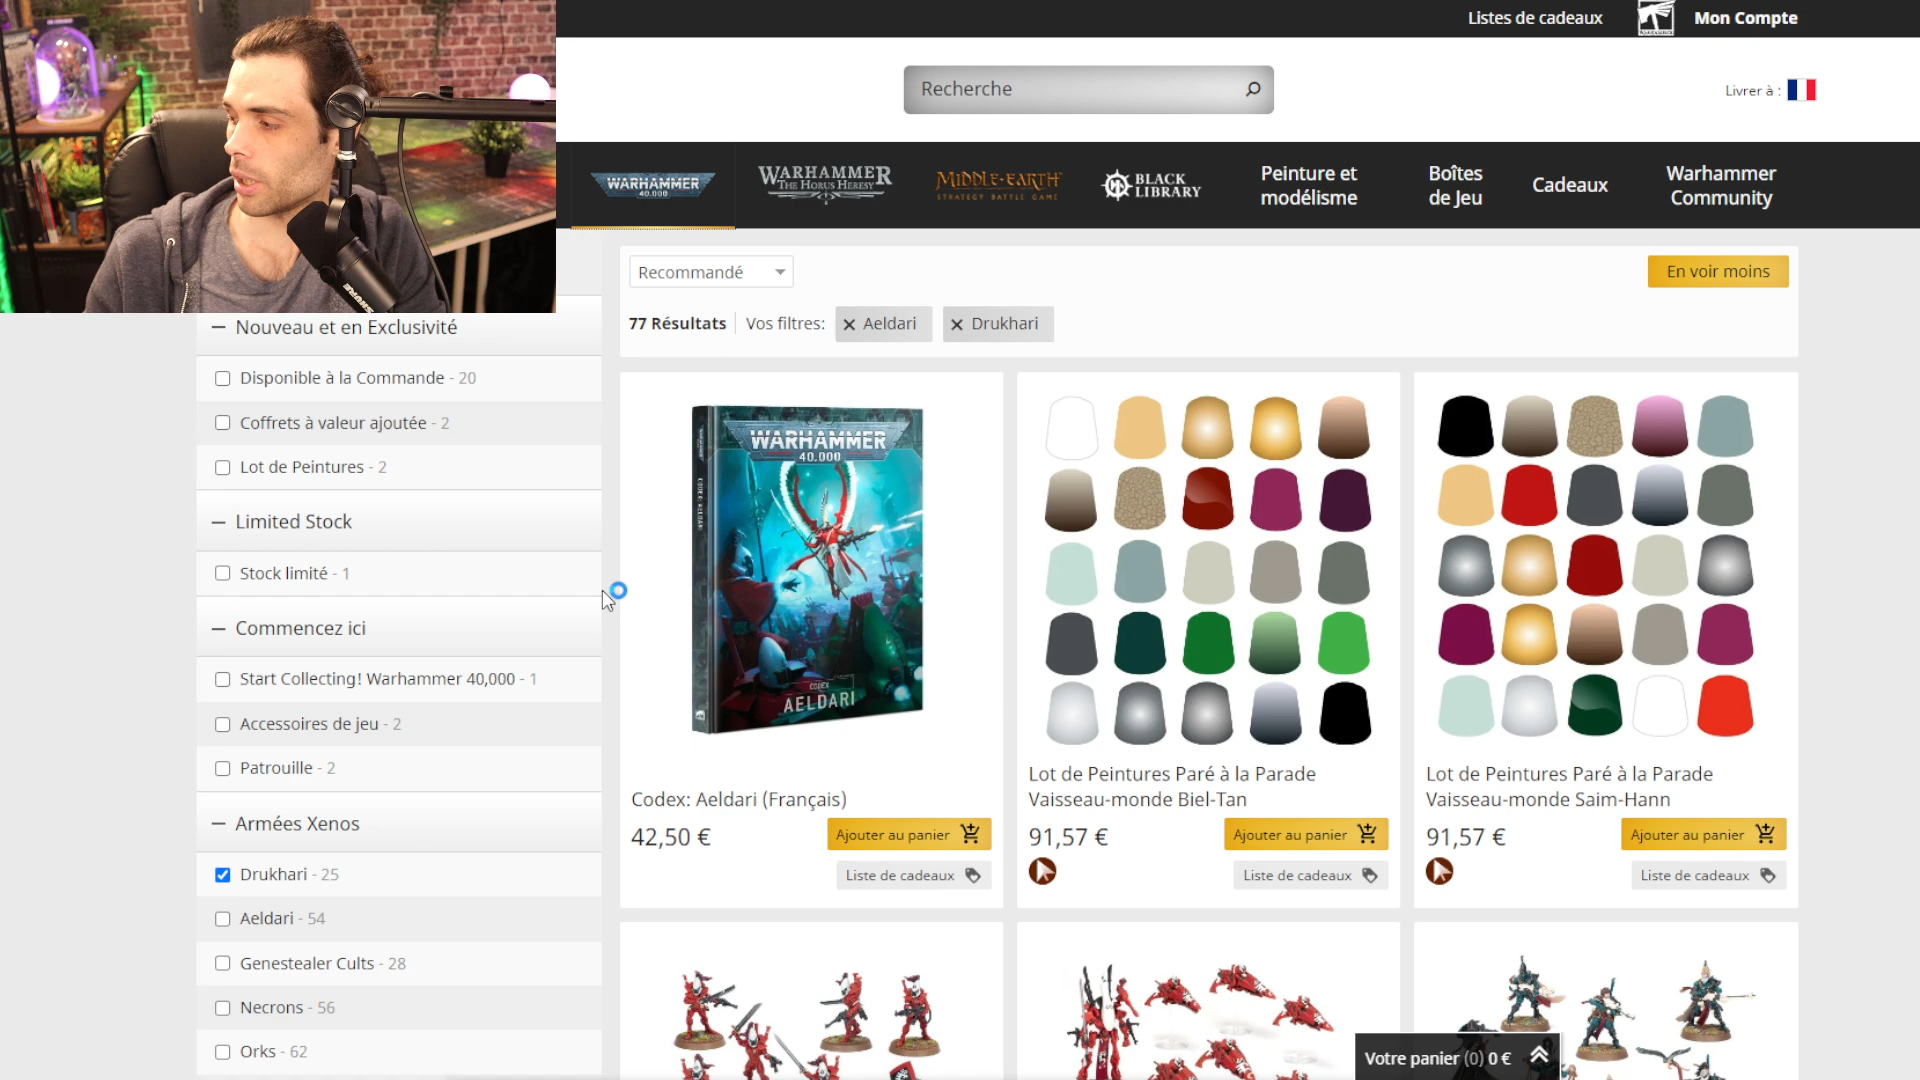 Listes de cadeaux
Mon Compte
Recherche
Livrer à :
WARHAMMER
40,000
WARHAMMER
THE HORUS HERESY
MIDDLE-EARTH
STRATEGY BATTLE GAME
BLACK
LIBRARY
Peinture et
modélisme
Boîtes
de Jeu
Cadeaux
Warhammer
Community
SHURE
Recommandé
En voir moins
77 Résultats
Vos filtres:
Aeldari
Drukhari
Nouveau et en Exclusivité
Disponible à la Commande - 20
Coffrets à valeur ajoutée - 2
Lot de Peintures - 2
Limited Stock
Stock limité - 1
Commencez ici
Start Collecting! Warhammer 40,000 - 1
Accessoires de jeu - 2
Patrouille - 2
Armées Xenos
Drukhari - 25
Aeldari - 54
Genestealer Cults - 28
Necrons - 56
Orks - 62
WARHAMMER
40,000
CODEX: AELDARI
CODEX
AELDARI
Codex: Aeldari (Français)
42,50 €
Ajouter au panier
Liste de cadeaux
Lot de Peintures Paré à la Parade
Vaisseau-monde Biel-Tan
91,57 €
Ajouter au panier
Liste de cadeaux
Lot de Peintures Paré à la Parade
Vaisseau-monde Saim-Hann
91,57 €
Ajouter au panier
Liste de cadeaux
Votre panier (0) 0 €